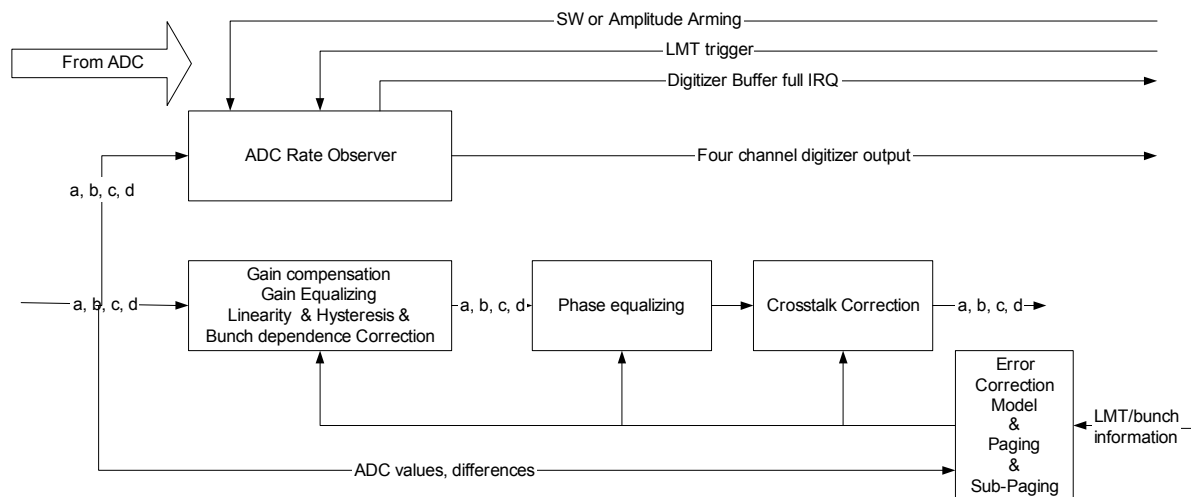 SW or Amplitude Arming
From ADC
LMT trigger
Digitizer Buffer full IRQ
ADC Rate Observer
Four channel digitizer output
a, b, c, d
a, b, c, d
Gain compensation
Gain Equalizing
Linearity & Hysteresis &
Bunch dependence Correction
a, b, c, d
Phase equalizing
Crosstalk Correction
a, b, c, d
Error
Correction
Model
&
Paging
&
Sub-Paging
LMT/bunch
information
ADC values, differences